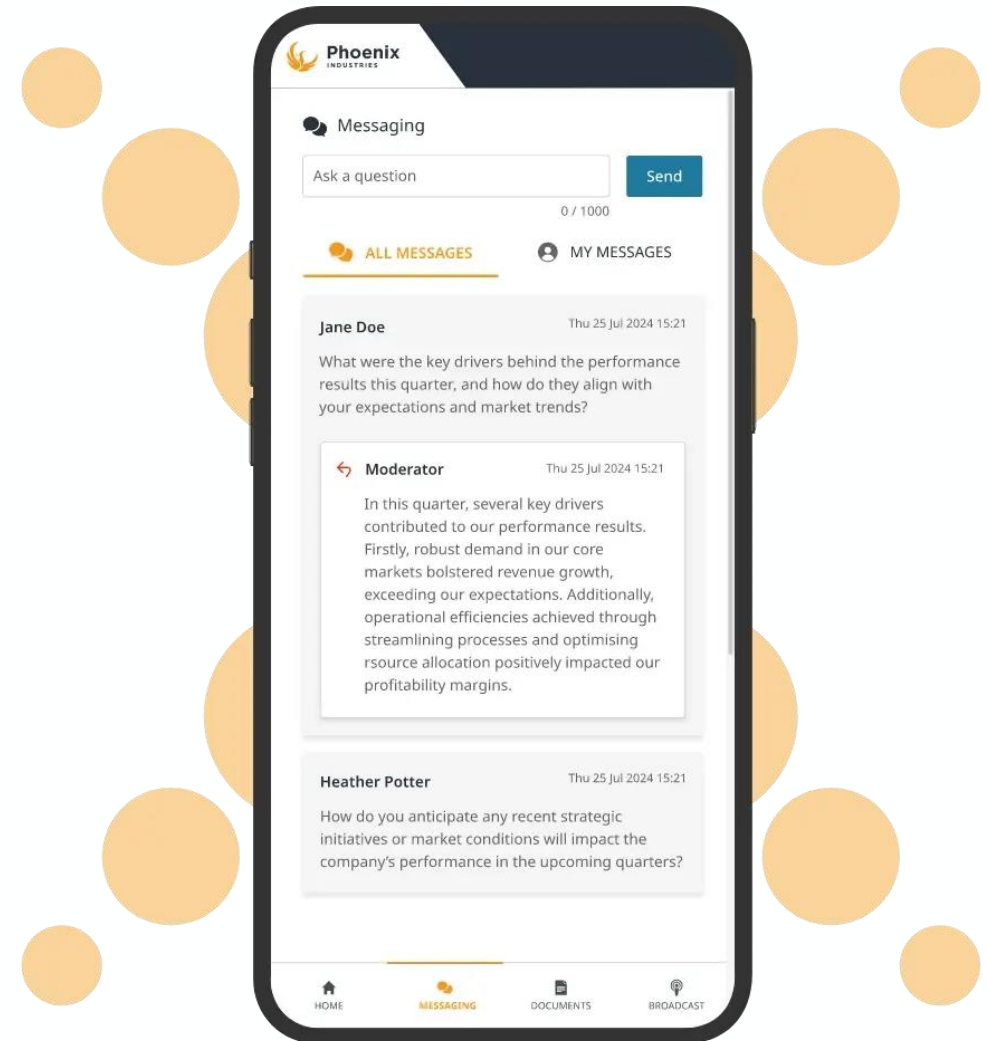 Phoenix
INDUSTRIES
Messaging
Ask a question
Send
0 / 1000
ALL MESSAGES
MY MESSAGES
Jane Doe
Thu 25 Jul 2024 15:21
What were the key drivers behind the performance
results this quarter, and how do they align with
your expectations and market trends?
Moderator
Thu 25 Jul 2024 15:21
In this quarter, several key drivers
contributed to our performance results.
Firstly, robust demand in our core
markets bolstered revenue growth,
exceeding our expectations. Additionally,
operational efficiencies achieved through
streamlining processes and optimising
rsource allocation positively impacted our
profitability margins.
Heather Potter
Thu 25 Jul 2024 15:21
How do you anticipate any recent strategic
initiatives or market conditions will impact the
company's performance in the upcoming quarters?
HOME
MESSAGING
DOCUMENTS
BROADCAST